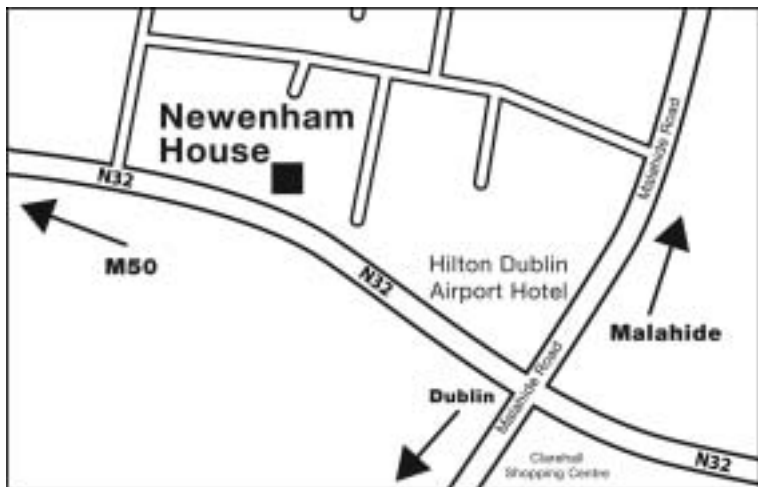 Newenham
House
Malahide Road
N32
M50
N32
Hilton Dublin
Airport Hotel
Malahide
Malahide Road
Dublin
Clarehall
Shopping Centre
N32